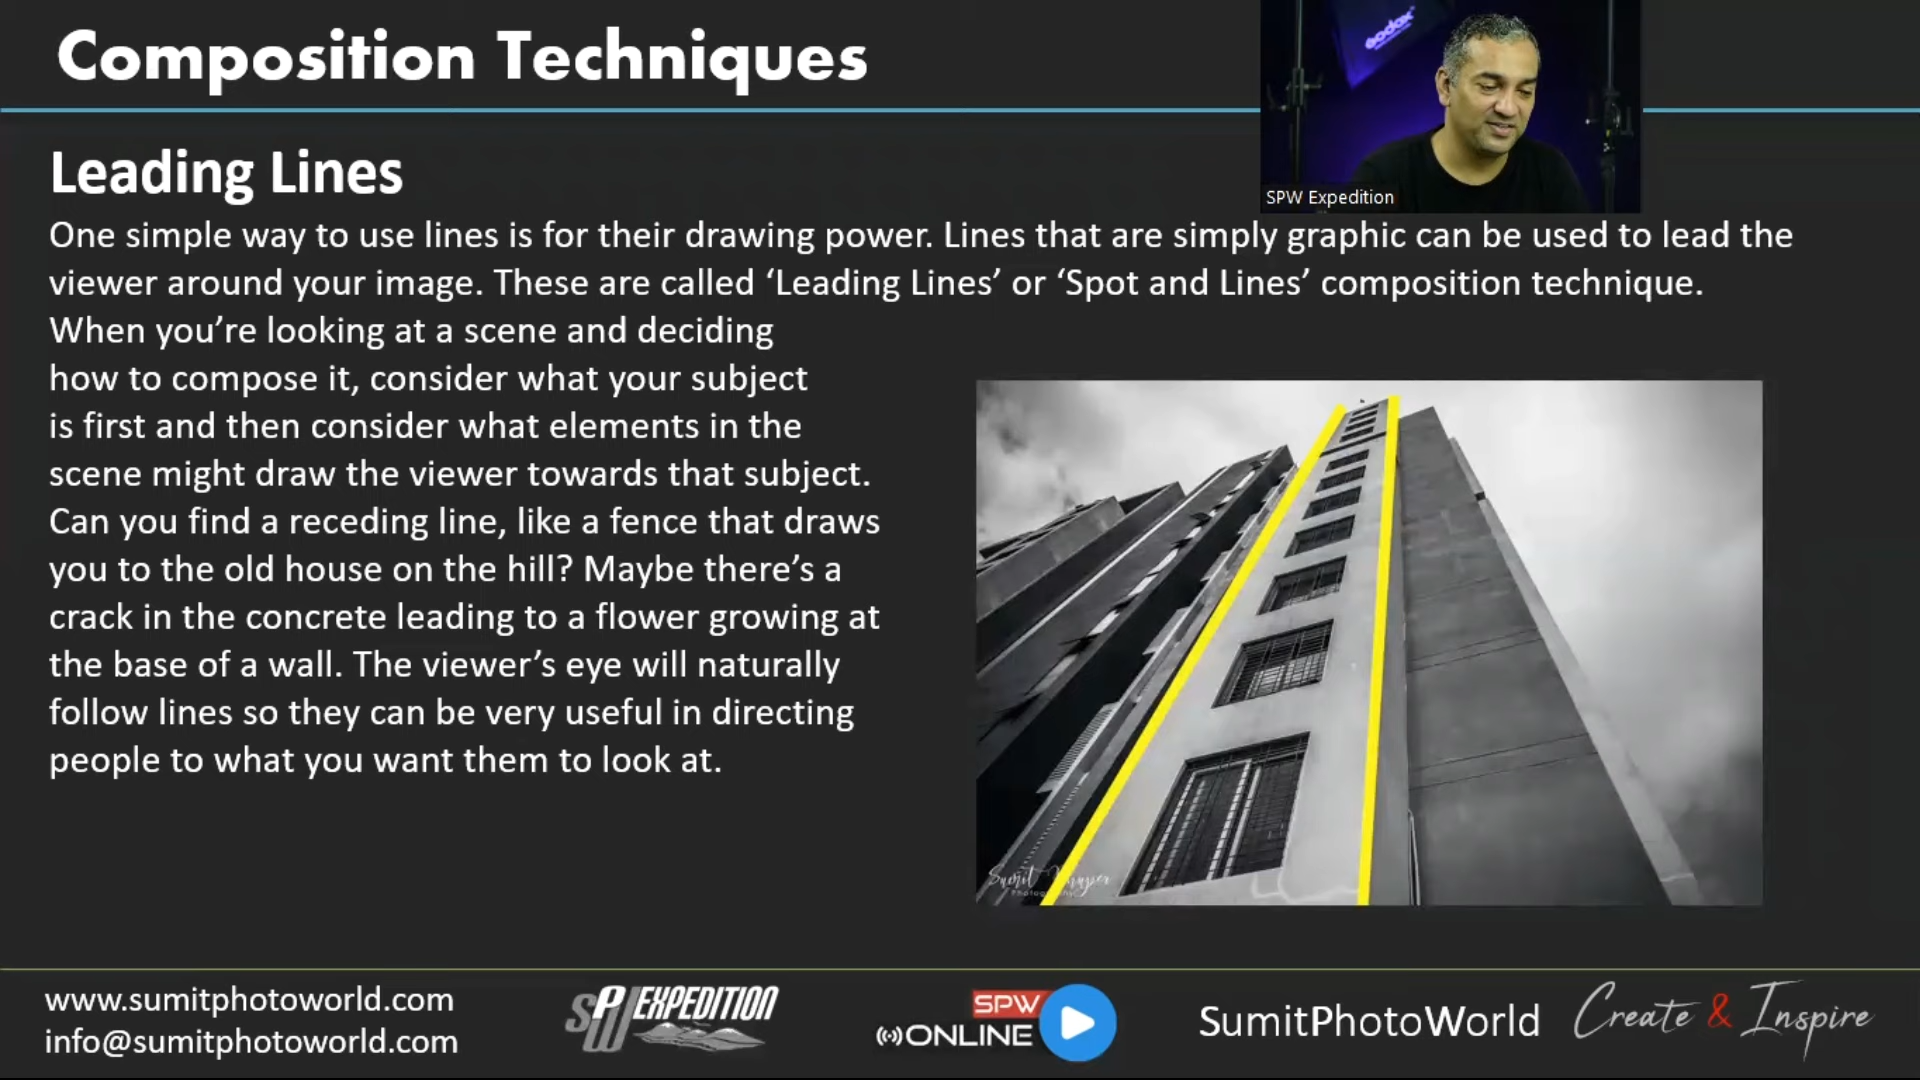 Composition Techniques
Godox
SPW Expedition
Leading Lines
One simple way to use lines is for their drawing power. Lines that are simply graphic can be used to lead the
viewer around your image. These are called ‘Leading Lines’ or ‘Spot and Lines’ composition technique.
When you’re looking at a scene and deciding
how to compose it, consider what your subject
is first and then consider what elements in the
scene might draw the viewer towards that subject.
Can you find a receding line, like a fence that draws
you to the old house on the hill? Maybe there’s a
crack in the concrete leading to a flower growing at
the base of a wall. The viewer’s eye will naturally
follow lines so they can be very useful in directing
people to what you want them to look at.
Sumit
www.sumitphotoworld.com
info@sumitphotoworld.com
SPW EXPEDITION
SPW
ONLINE
SumitPhotoWorld
Create & Inspire